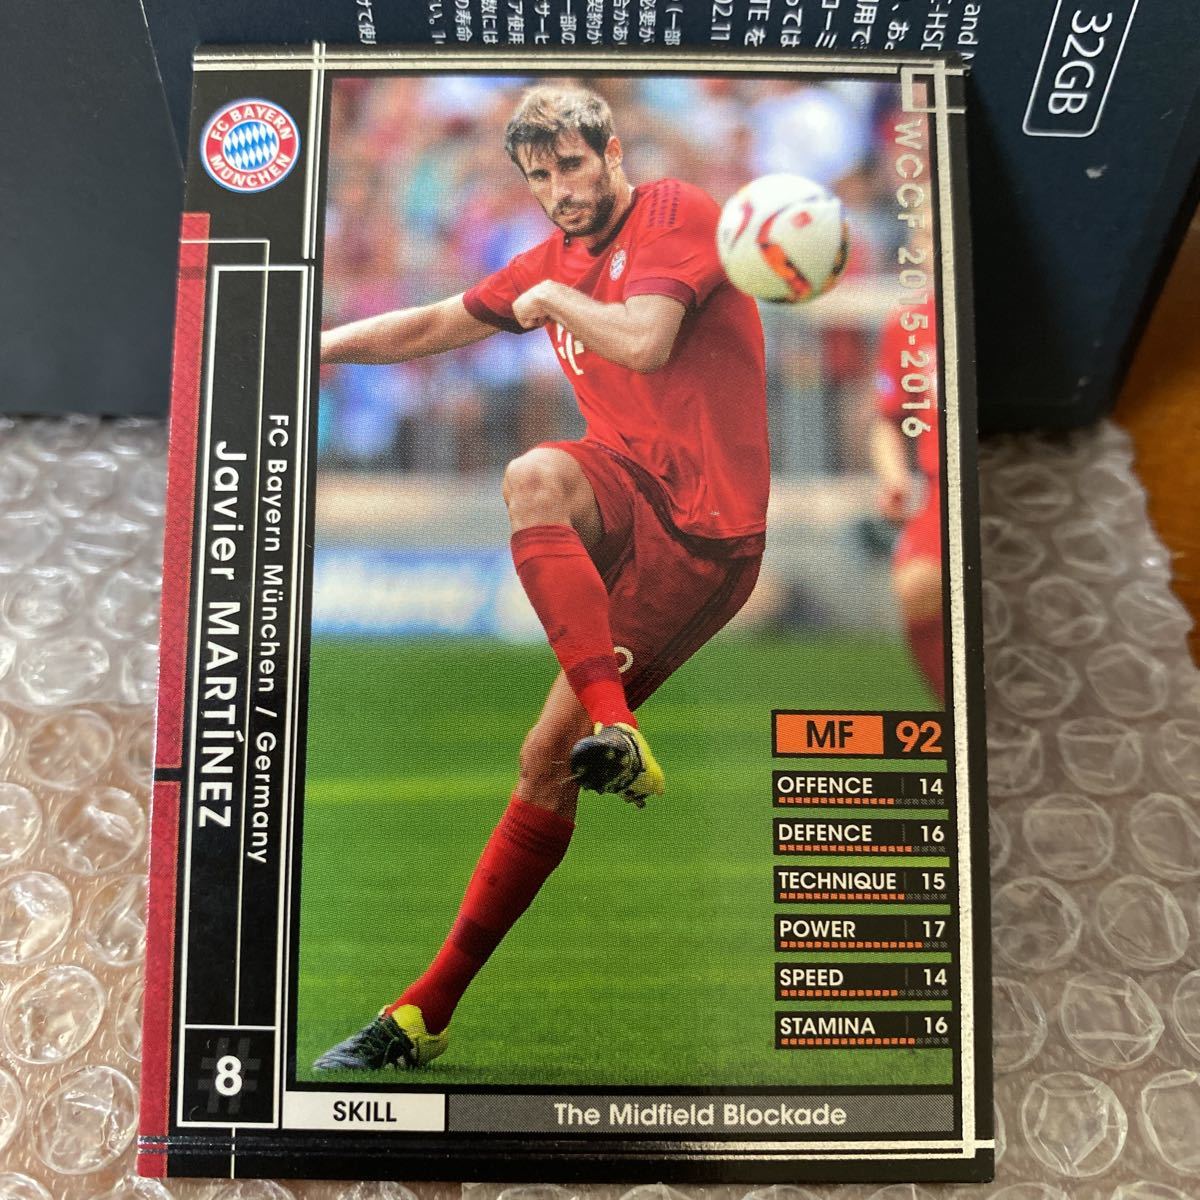 32GB
FC BAYERN MÜNCHEN
WCCF 2015-2016
FC Bayern München / Germany
Javier MARTÍNEZ
#
8
MF 92
OFFENCE 14
DEFENCE 16
TECHNIQUE 15
POWER 17
SPEED 14
STAMINA 16
SKILL The Midfield Blockade